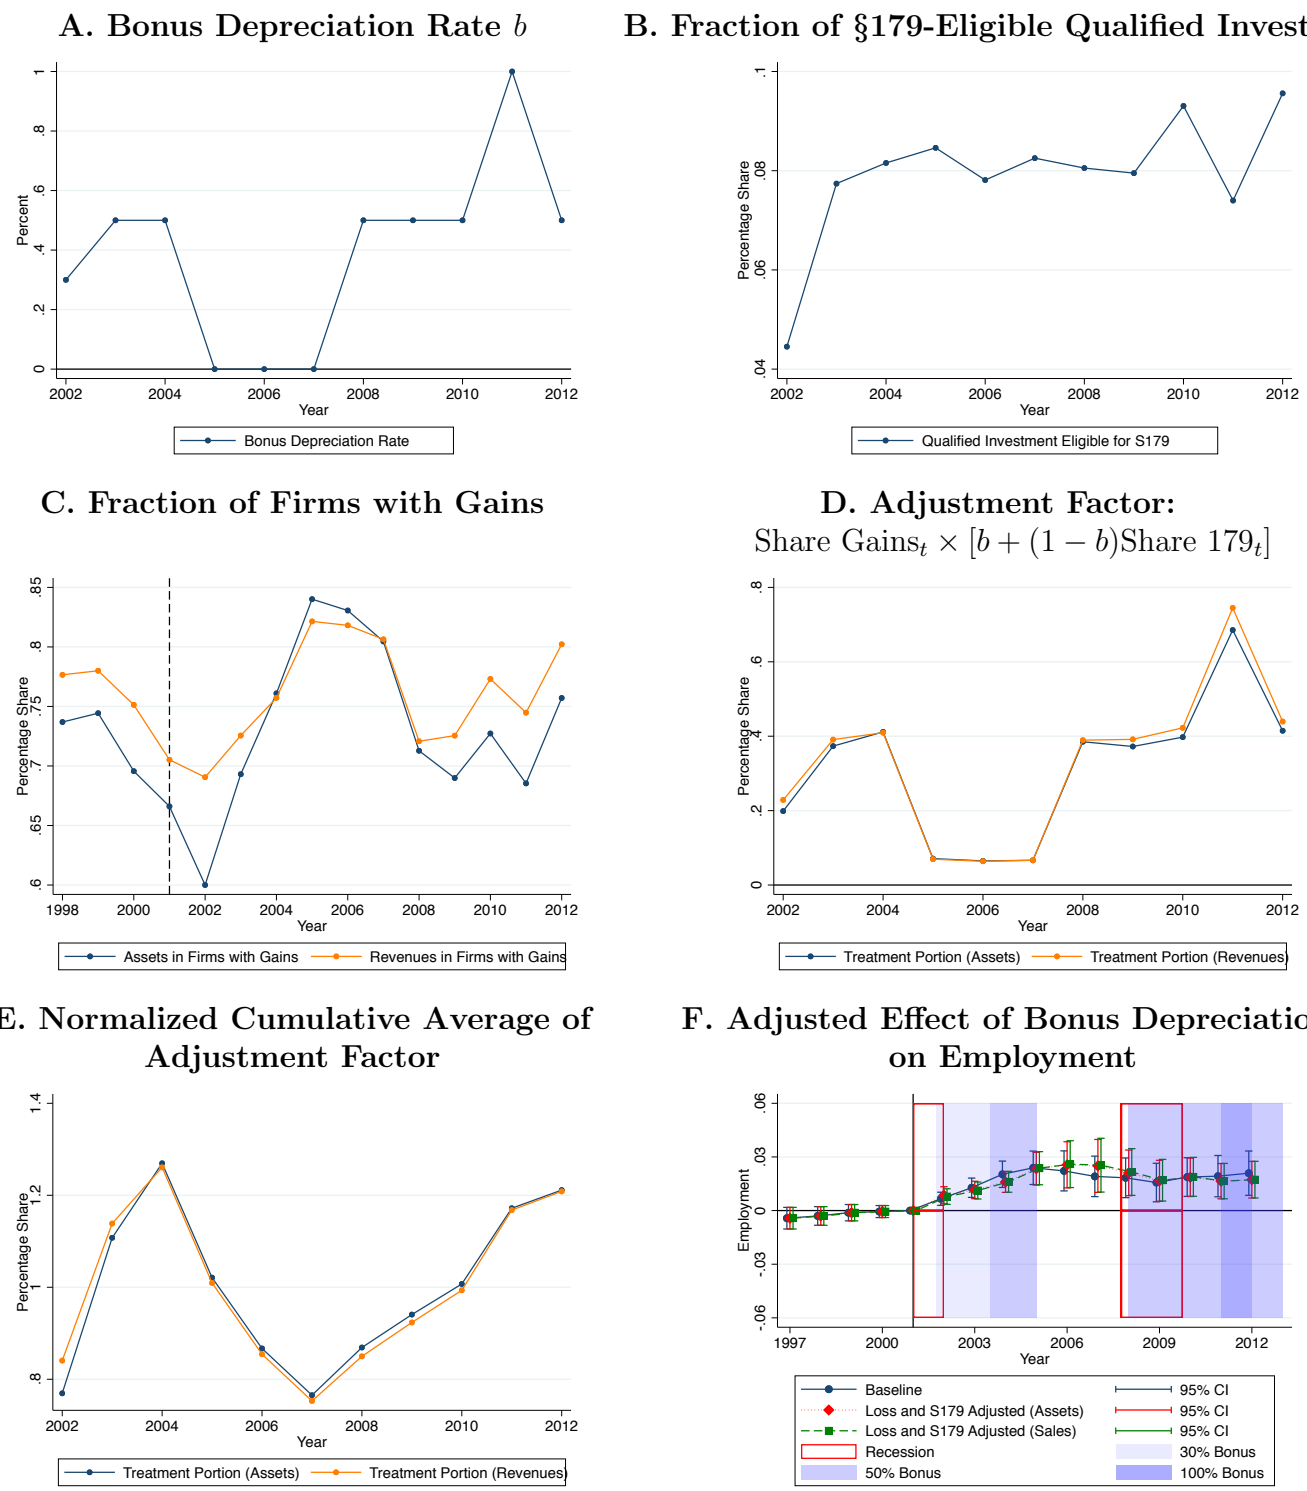 A. Bonus Depreciation Rate b
Percent
1
.8
.6
.4
.2
0
2002 2004 2006 2008 2010 2012
Year
Bonus Depreciation Rate
B. Fraction of §179-Eligible Qualified Invest
Percentage Share
.1
.08
.06
.04
2002 2004 2006 2008 2010 2012
Year
Qualified Investment Eligible for S179
C. Fraction of Firms with Gains
Percentage Share
.85
.8
.75
.7
.65
.6
1998 2000 2002 2004 2006 2008 2010 2012
Year
Assets in Firms with Gains Revenues in Firms with Gains
D. Adjustment Factor:
Share Gainsₜ × [b + (1 − b)Share 179ₜ]
Percentage Share
.8
.6
.4
.2
0
2002 2004 2006 2008 2010 2012
Year
Treatment Portion (Assets) Treatment Portion (Revenues)
E. Normalized Cumulative Average of
Adjustment Factor
Percentage Share
1.4
1.2
1
.8
2002 2004 2006 2008 2010 2012
Year
Treatment Portion (Assets) Treatment Portion (Revenues)
F. Adjusted Effect of Bonus Depreciatio
on Employment
Employment
.06
.03
0
-.03
-.06
1997 2000 2003 2006 2009 2012
Year
Baseline 95% CI
Loss and S179 Adjusted (Assets) 95% CI
Loss and S179 Adjusted (Sales) 95% CI
Recession 30% Bonus
50% Bonus 100% Bonus